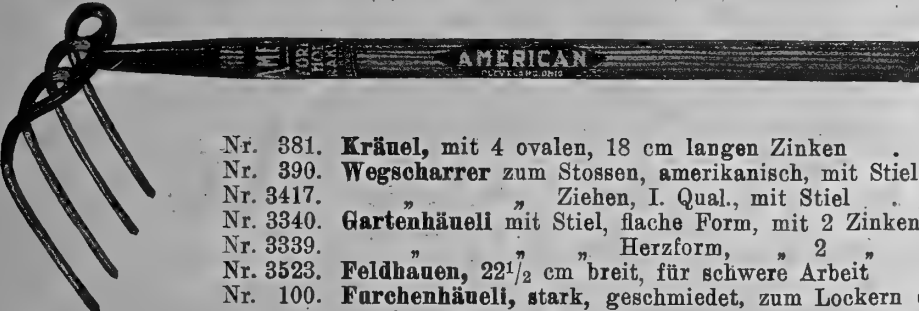 AMERICAN
CLEVELAND, OHIO
Nr. 381. Kräuel, mit 4 ovalen, 18 cm langen Zinken .
Nr. 390. Wegscharrer zum Stossen, amerikanisch, mit Stiel
Nr. 3417. „ „ Ziehen, I. Qual., mit Stiel .
Nr. 3340. Gartenhäueli mit Stiel, flache Form, mit 2 Zinken
Nr. 3339. „ „ „ Herzform, „ 2 „
Nr. 3523. Feldhauen, 22½ cm breit, für schwere Arbeit
Nr. 100. Furchenhäueli, stark, geschmiedet, zum Lockern